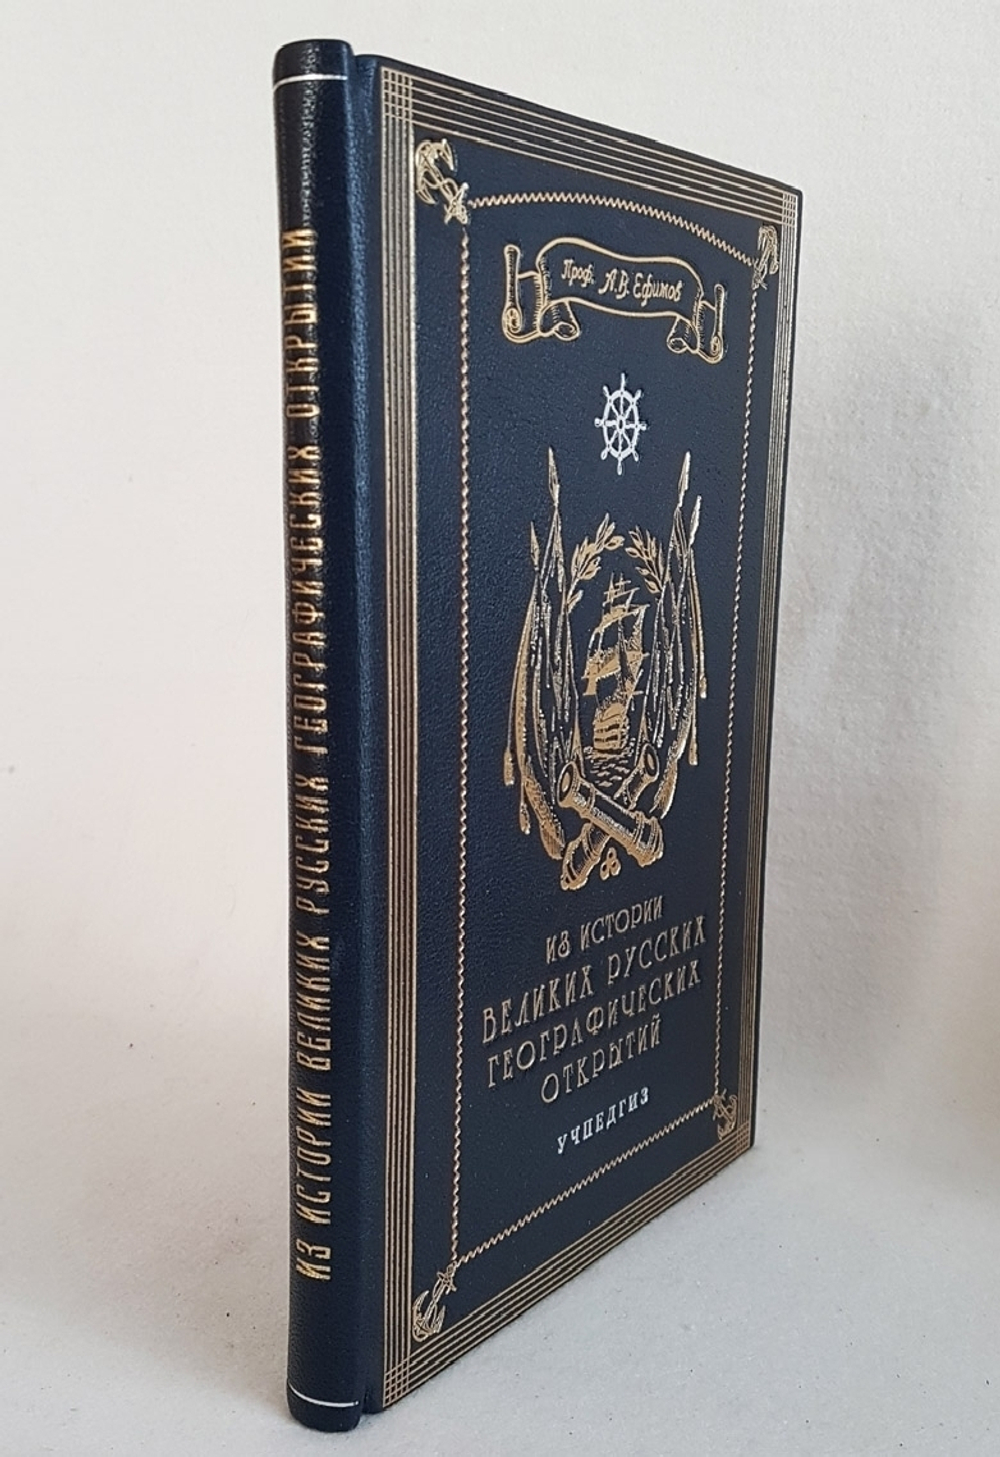 ИЗ ИСТОРИИ ВЕЛИКИХ РУССКИХ ГЕОГРАФИЧЕСКИХ ОТКРЫТИЙ
Проф. А.В. Ефимов
ИЗ ИСТОРИИ
ВЕЛИКИХ РУССКИХ
ГЕОГРАФИЧЕСКИХ
ОТКРЫТИЙ
УЧПЕДГИЗ